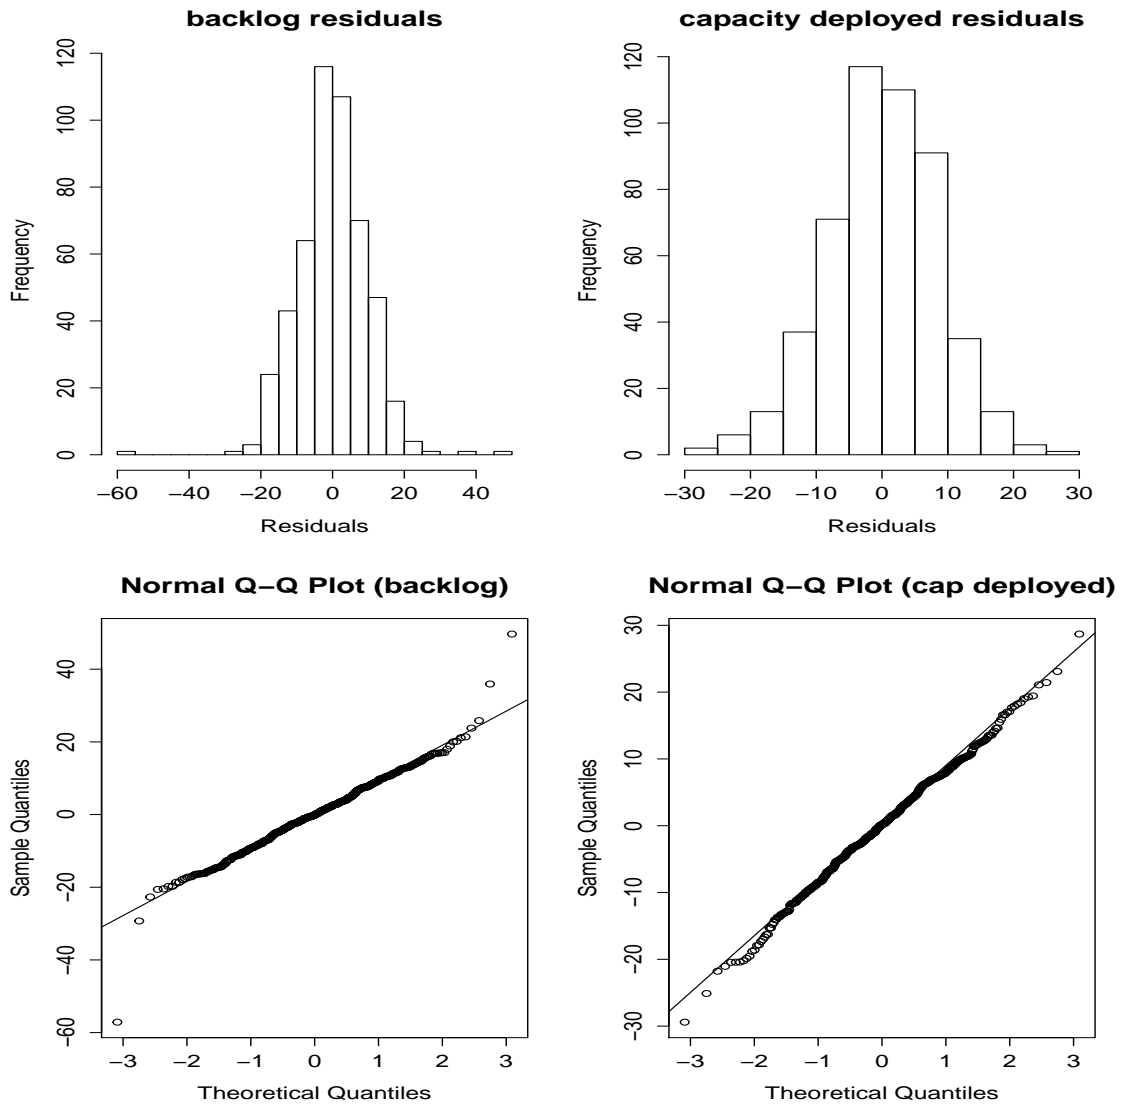 backlog residuals
Frequency
120
100
80
60
40
20
0
−60 −40 −20 0 20 40
Residuals
capacity deployed residuals
Frequency
120
100
80
60
40
20
0
−30 −20 −10 0 10 20 30
Residuals
Normal Q−Q Plot (backlog)
Sample Quantiles
40
20
0
−20
−40
−60
−3 −2 −1 0 1 2 3
Theoretical Quantiles
Normal Q−Q Plot (cap deployed)
Sample Quantiles
30
20
10
0
−10
−20
−30
−3 −2 −1 0 1 2 3
Theoretical Quantiles